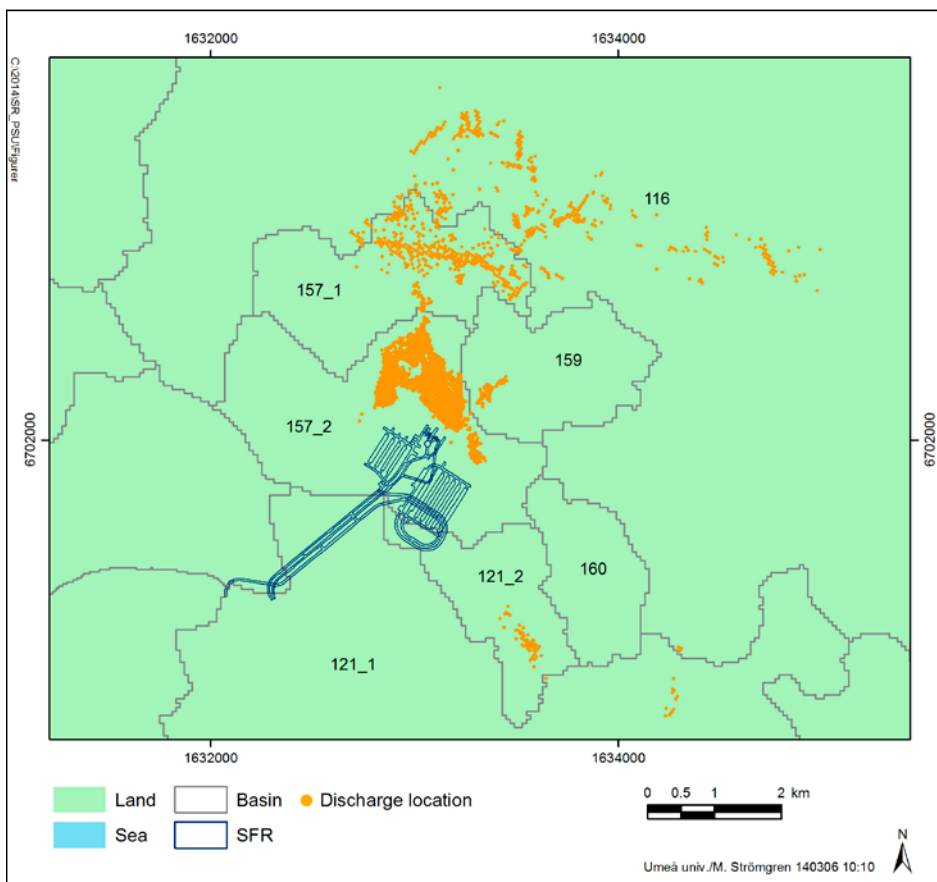 1632000
1634000
C:\2014\SR_PSU\Figurer
116
157_1
159
6702000
6702000
157_2
121_2
160
121_1
1632000
1634000
Land
Basin
Discharge location
Sea
SFR
0 0.5 1 2 km
N
Umeå univ./M. Strömgren 140306 10:10